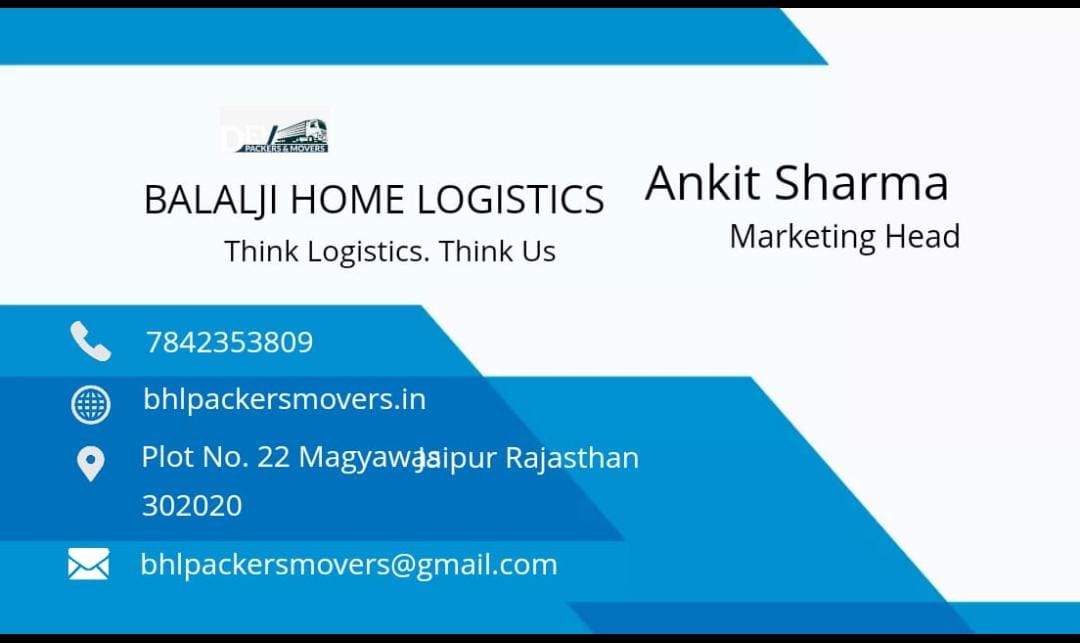 DEV
PACKERS & MOVERS
BALALJI HOME LOGISTICS
Think Logistics. Think Us
Ankit Sharma
Marketing Head
7842353809
bhlpackersmovers.in
Plot No. 22 Magyawas Jaipur Rajasthan
302020
bhlpackersmovers@gmail.com